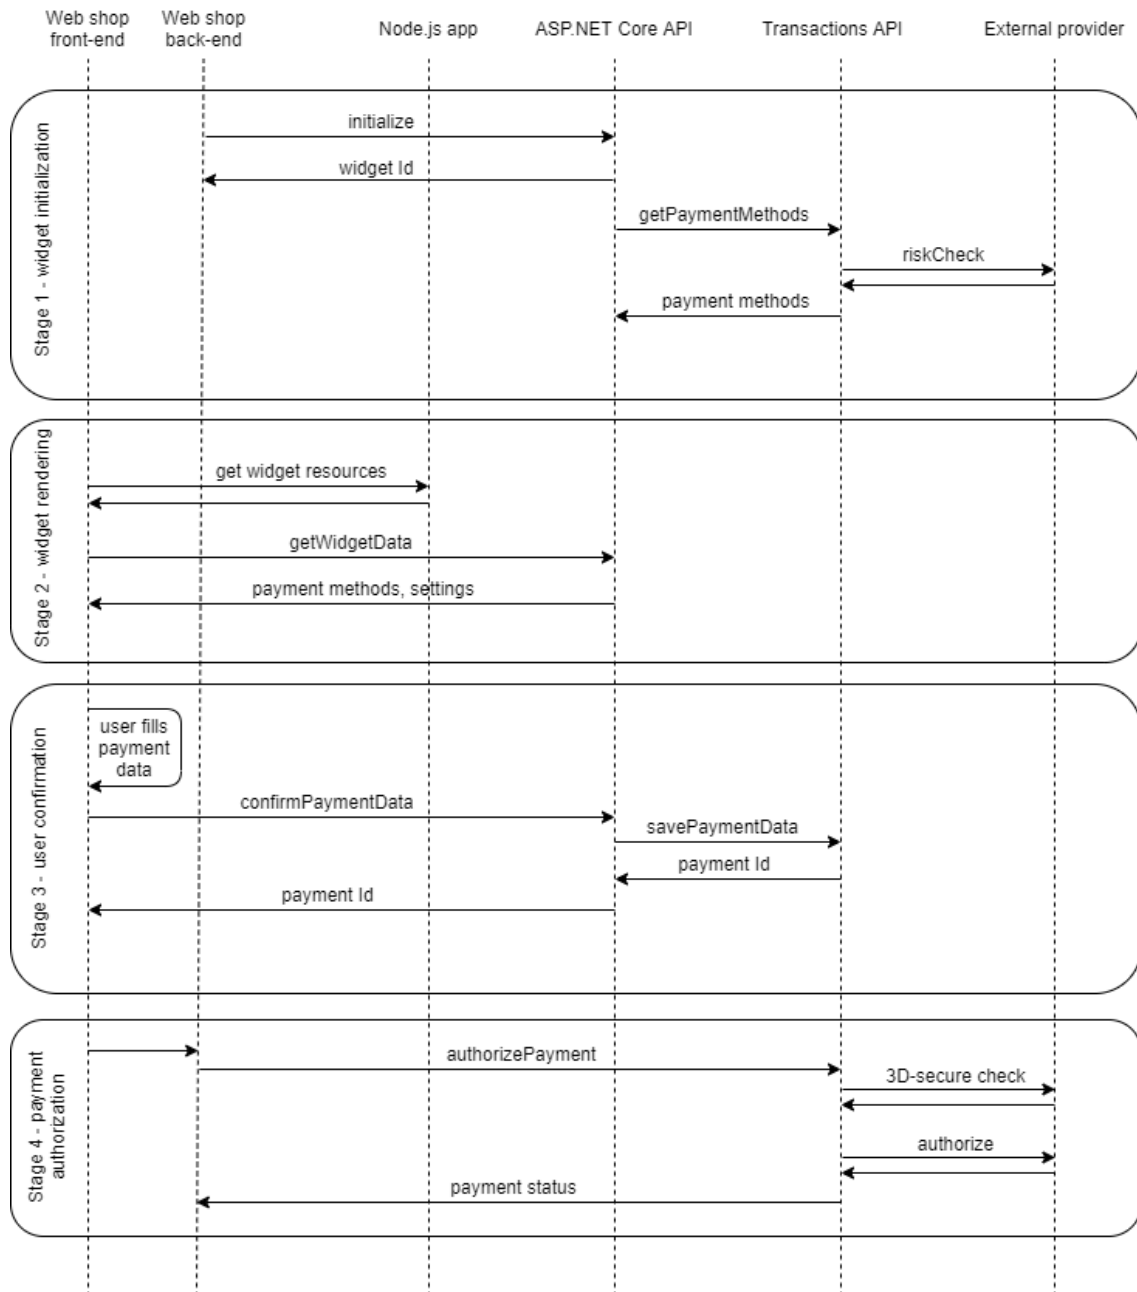 Web shop
front-end
Web shop
back-end
Node.js app
ASP.NET Core API
Transactions API
External provider
Stage 1 - widget initialization
initialize
widget Id
getPaymentMethods
riskCheck
payment methods
Stage 2 - widget rendering
get widget resources
getWidgetData
payment methods, settings
Stage 3 - user confirmation
user fills
payment
data
confirmPaymentData
savePaymentData
payment Id
payment Id
Stage 4 - payment
authorization
authorizePayment
3D-secure check
authorize
payment status